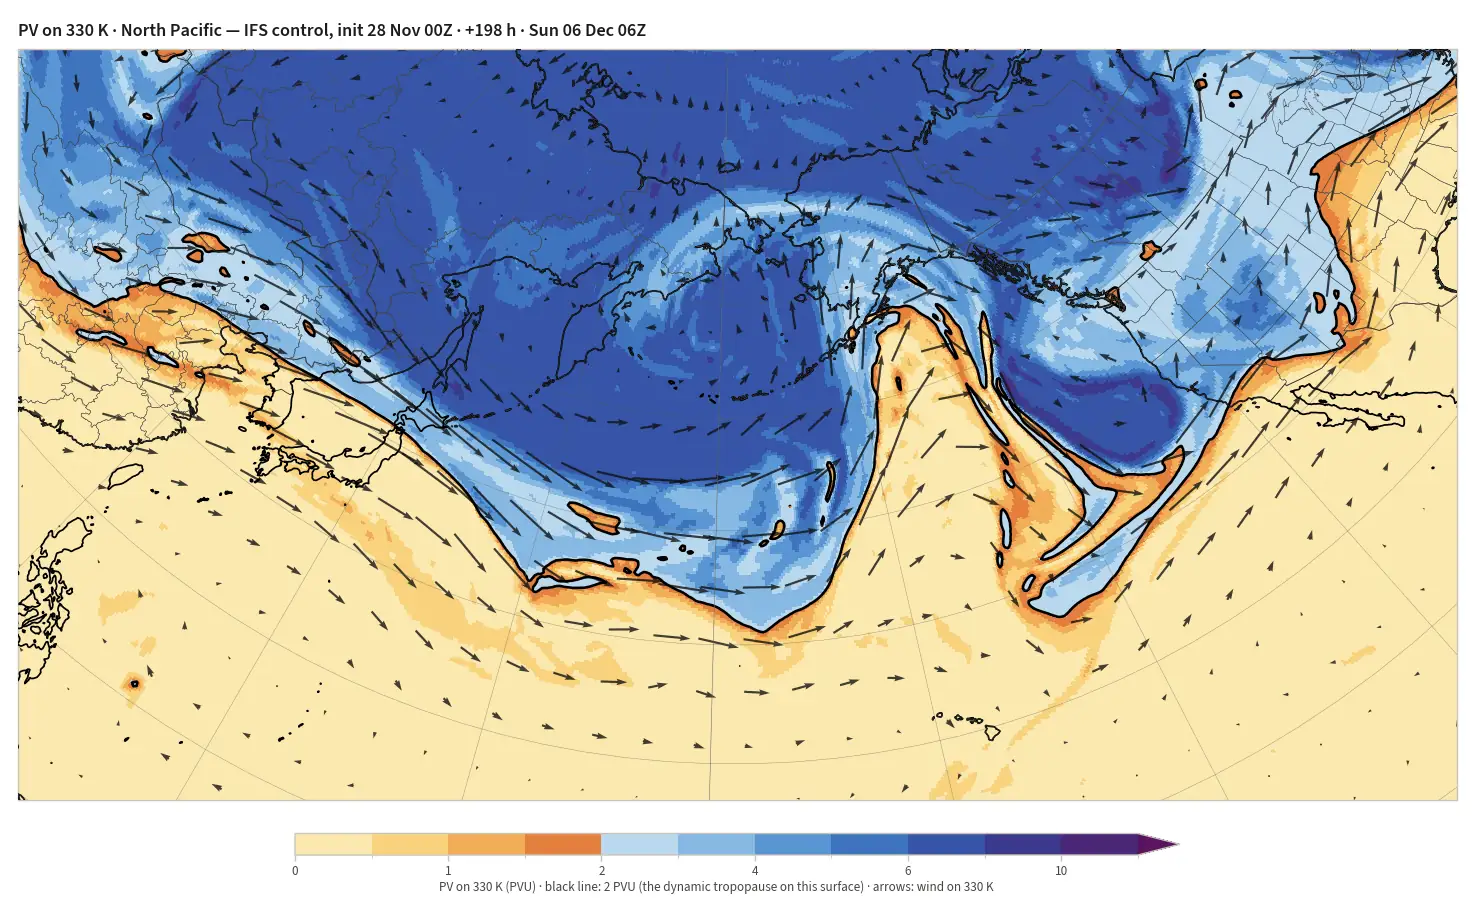 PV on 330 K · North Pacific — IFS control, init 28 Nov 00Z · +198 h · Sun 06 Dec 06Z
0 1 2 4 6 10
PV on 330 K (PVU) · black line: 2 PVU (the dynamic tropopause on this surface) · arrows: wind on 330 K